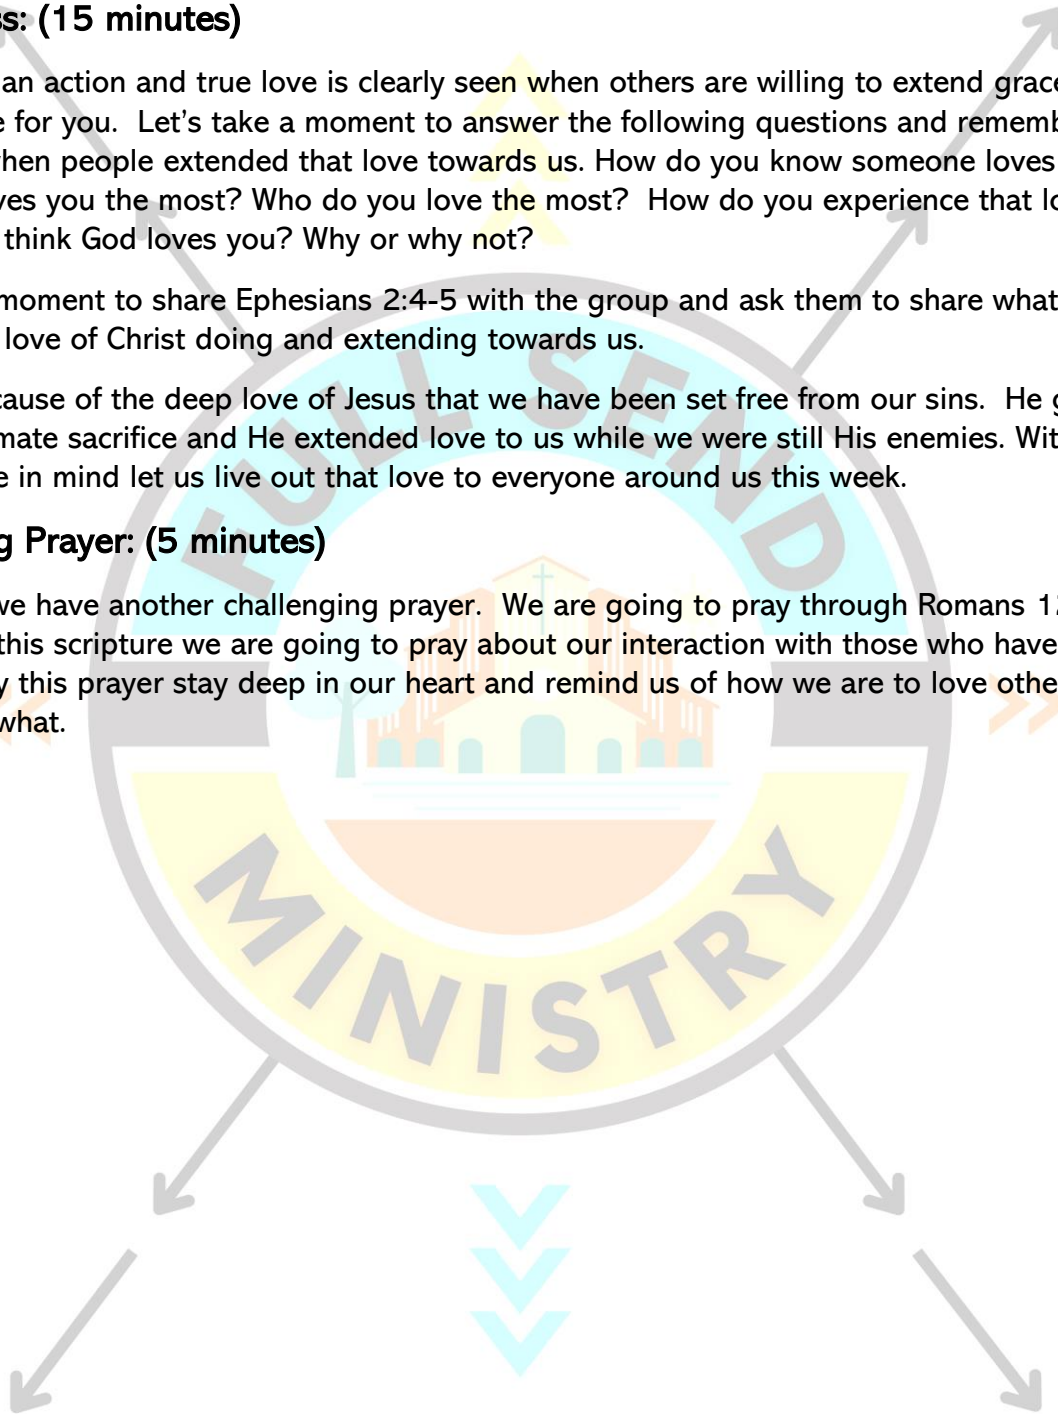 ss: (15 minutes)
an action and true love is clearly seen when others are willing to extend grace
e for you.  Let’s take a moment to answer the following questions and rememb
when people extended that love towards us. How do you know someone loves
ves you the most? Who do you love the most?  How do you experience that lo
think God loves you? Why or why not?
moment to share Ephesians 2:4-5 with the group and ask them to share what
love of Christ doing and extending towards us.
cause of the deep love of Jesus that we have been set free from our sins.  He g
mate sacrifice and He extended love to us while we were still His enemies. Wit
e in mind let us live out that love to everyone around us this week.
g Prayer: (5 minutes)
we have another challenging prayer.  We are going to pray through Romans 12
this scripture we are going to pray about our interaction with those who have
y this prayer stay deep in our heart and remind us of how we are to love othe
what.
FULL SEND
MINISTRY